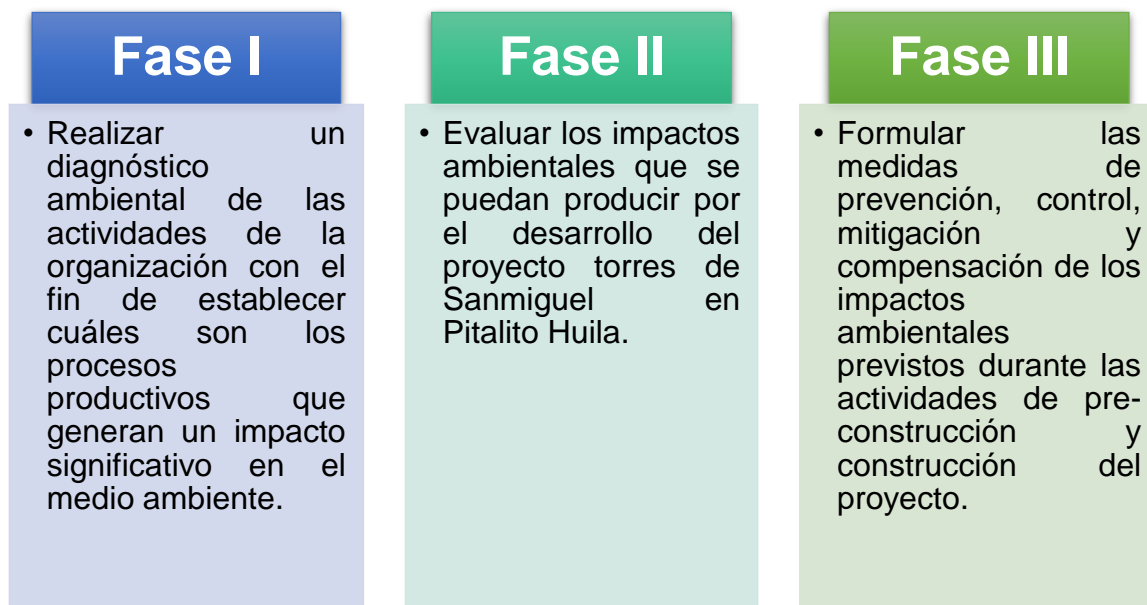 Fase I
• Realizar un
diagnóstico
ambiental de las
actividades de la
organización con el
fin de establecer
cuáles son los
procesos
productivos que
generan un impacto
significativo en el
medio ambiente.
Fase II
• Evaluar los impactos
ambientales que se
puedan producir por
el desarrollo del
proyecto torres de
Sanmiguel en
Pitalito Huila.
Fase III
• Formular las
medidas de
prevención, control,
mitigación y
compensación de los
impactos
ambientales
previstos durante las
actividades de pre-
construcción y
construcción del
proyecto.